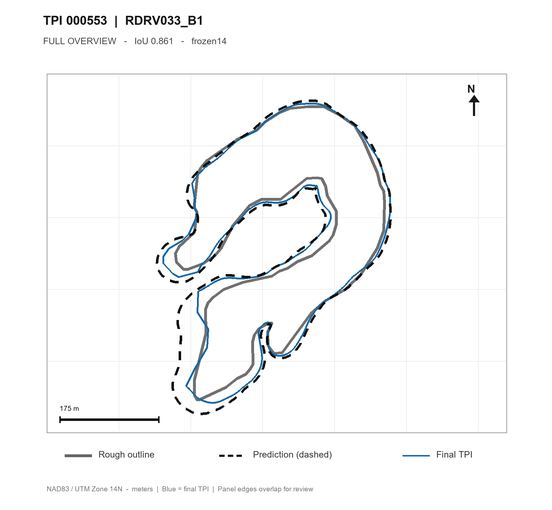 TPI 000553 | RDRV033_B1
FULL OVERVIEW - IoU 0.861 - frozen14
N
175 m
Rough outline
Prediction (dashed)
Final TPI
NAD83 / UTM Zone 14N - meters | Blue = final TPI | Panel edges overlap for review